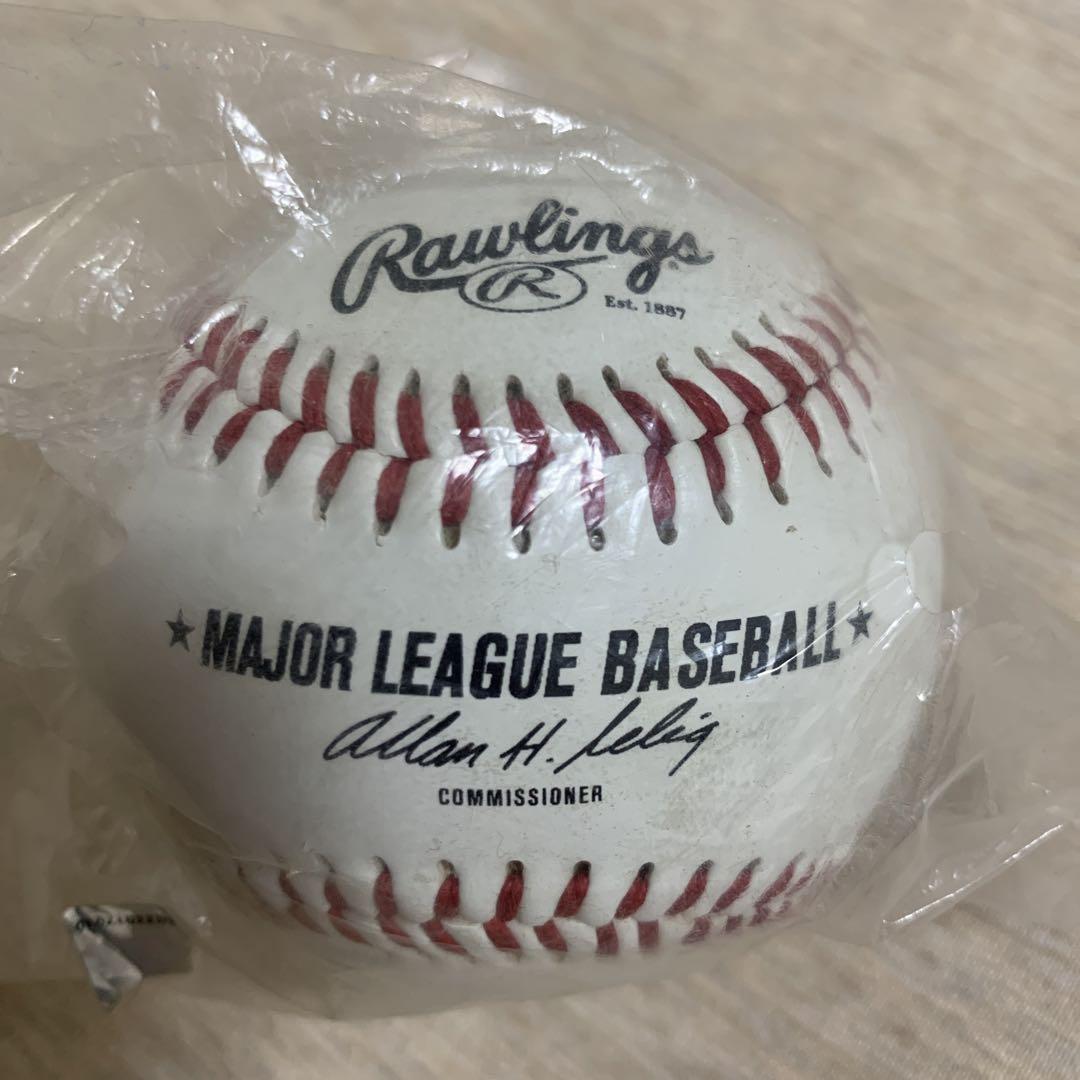 Rawlings
R
Est. 1887
★MAJOR LEAGUE BASEBALL★
Allan H. Selig
COMMISSIONER